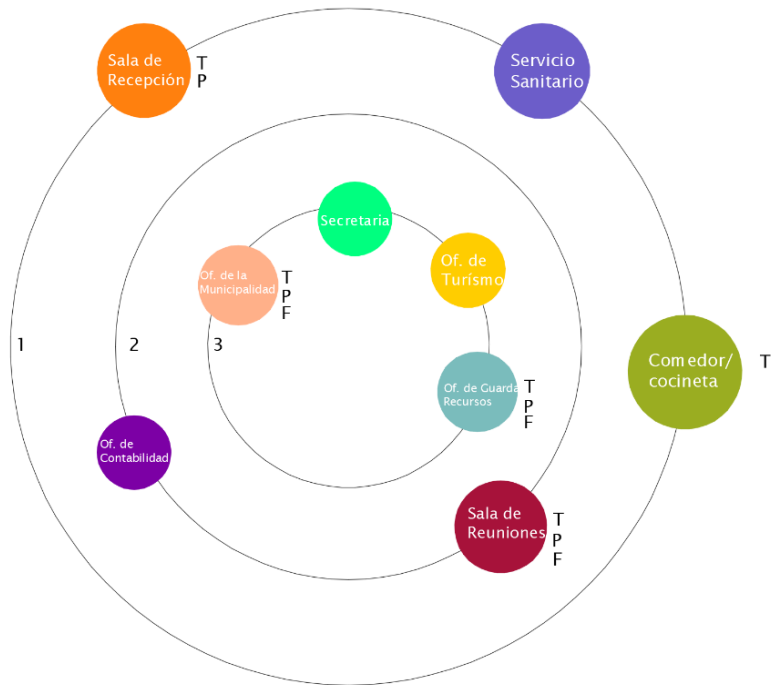 Sala de
Recepción
T
P
Servicio
Sanitario
Secretaria
Of. de
Turísmo
Of. de la
Municipalidad
T
P
F
1
2
3
Comedor/
cocineta
T
Of. de Guarda
Recursos
T
P
F
Of. de
Contabilidad
Sala de
Reuniones
T
P
F